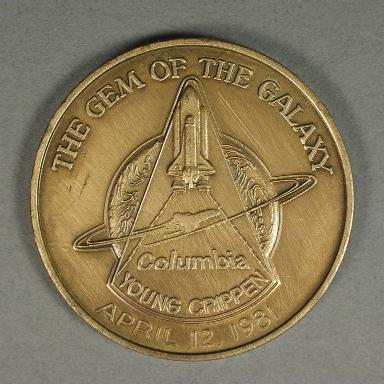 THE GEM OF THE GALAXY
Columbia
YOUNG CRIPPEN
APRIL 12, 1981